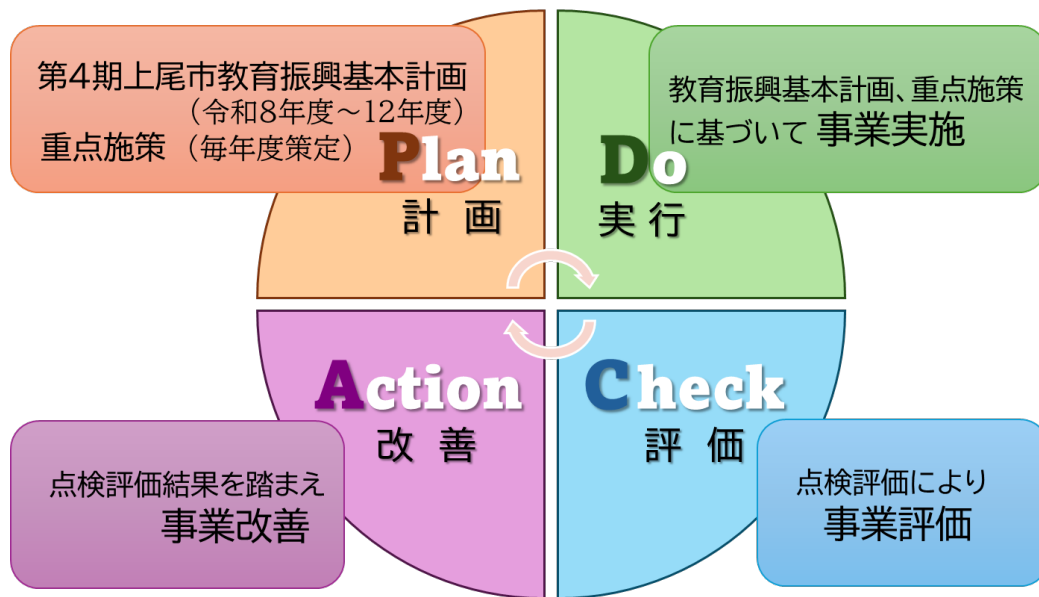 第4期上尾市教育振興基本計画
（令和8年度～12年度）
重点施策（毎年度策定）
Plan
計画
教育振興基本計画、重点施策
に基づいて 事業実施
Do
実行
Action
改善
点検評価結果を踏まえ
事業改善
Check
評価
点検評価により
事業評価